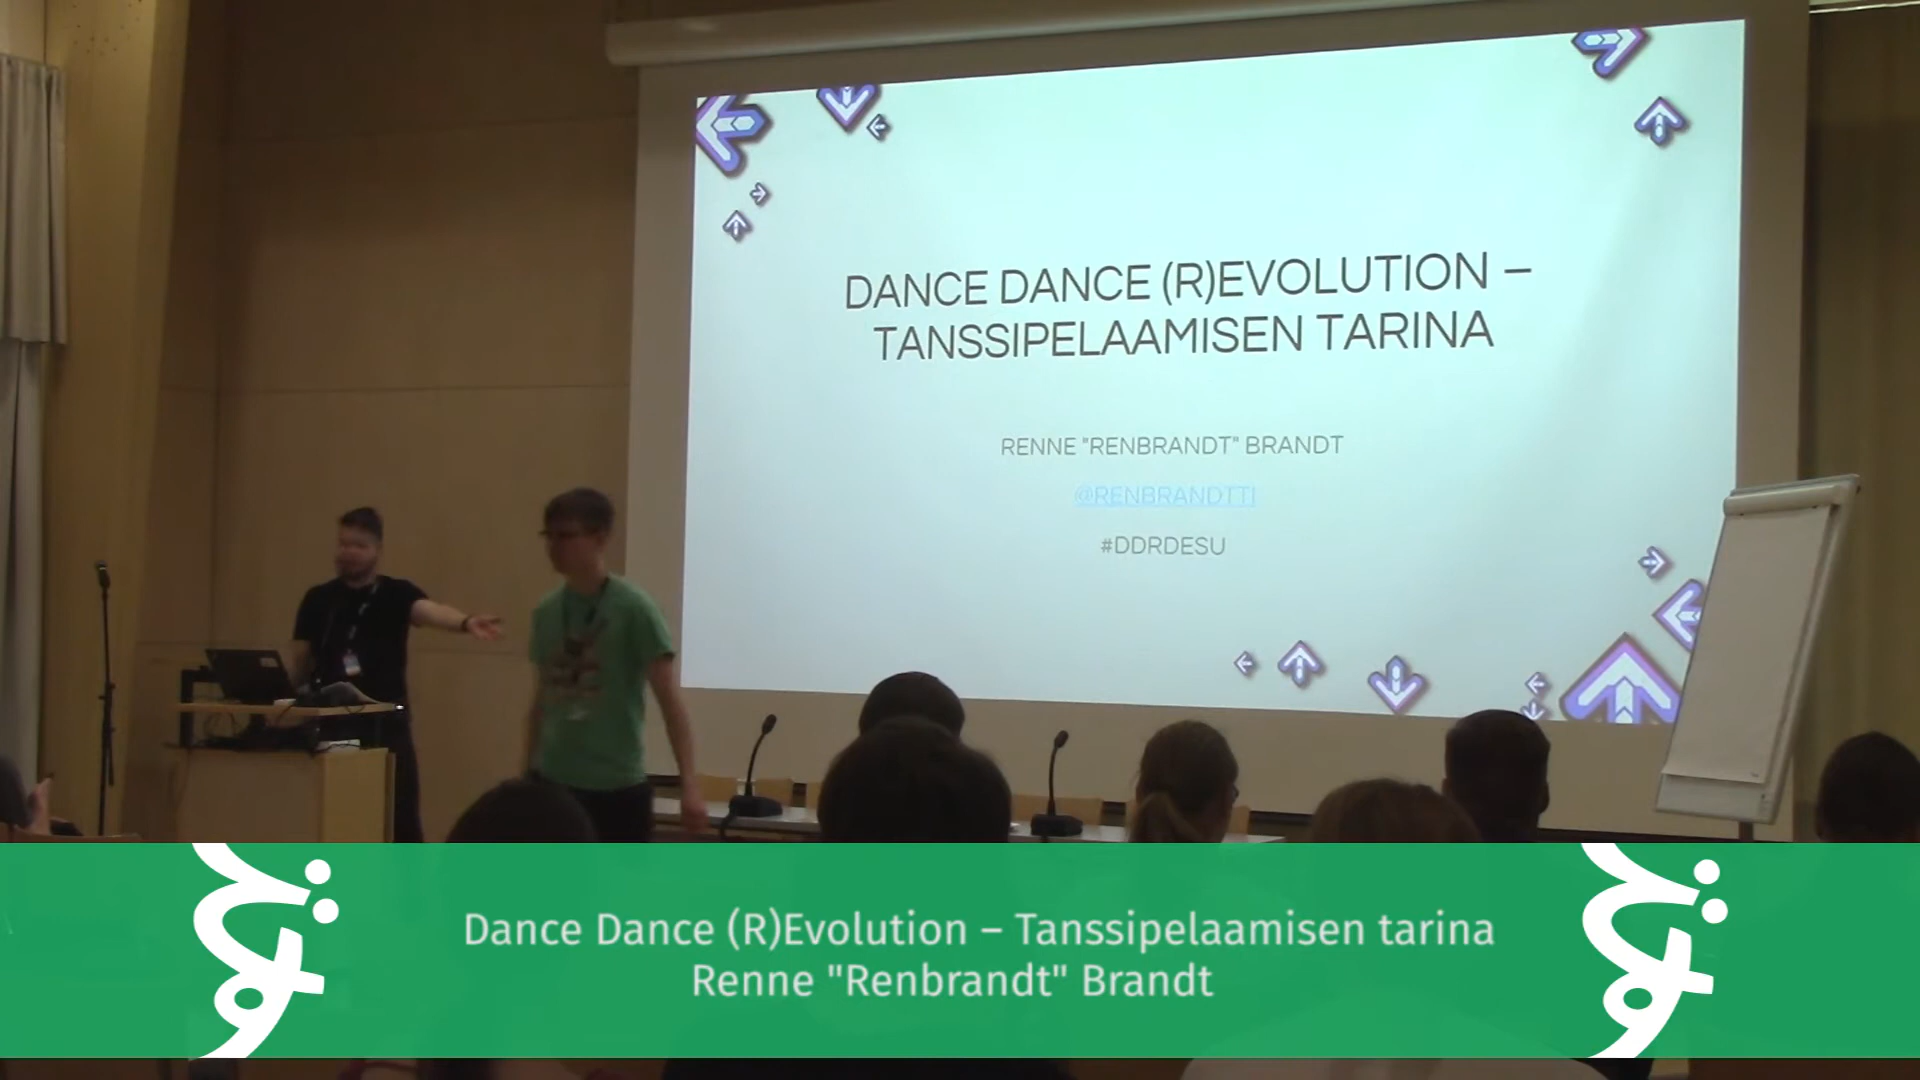 DANCE DANCE (R)EVOLUTION –
TANSSIPELAAMISEN TARINA
RENNE "RENBRANDT" BRANDT
@RENBRANDTTI
#DDRDESU
Dance Dance (R)Evolution – Tanssipelaamisen tarina
Renne "Renbrandt" Brandt